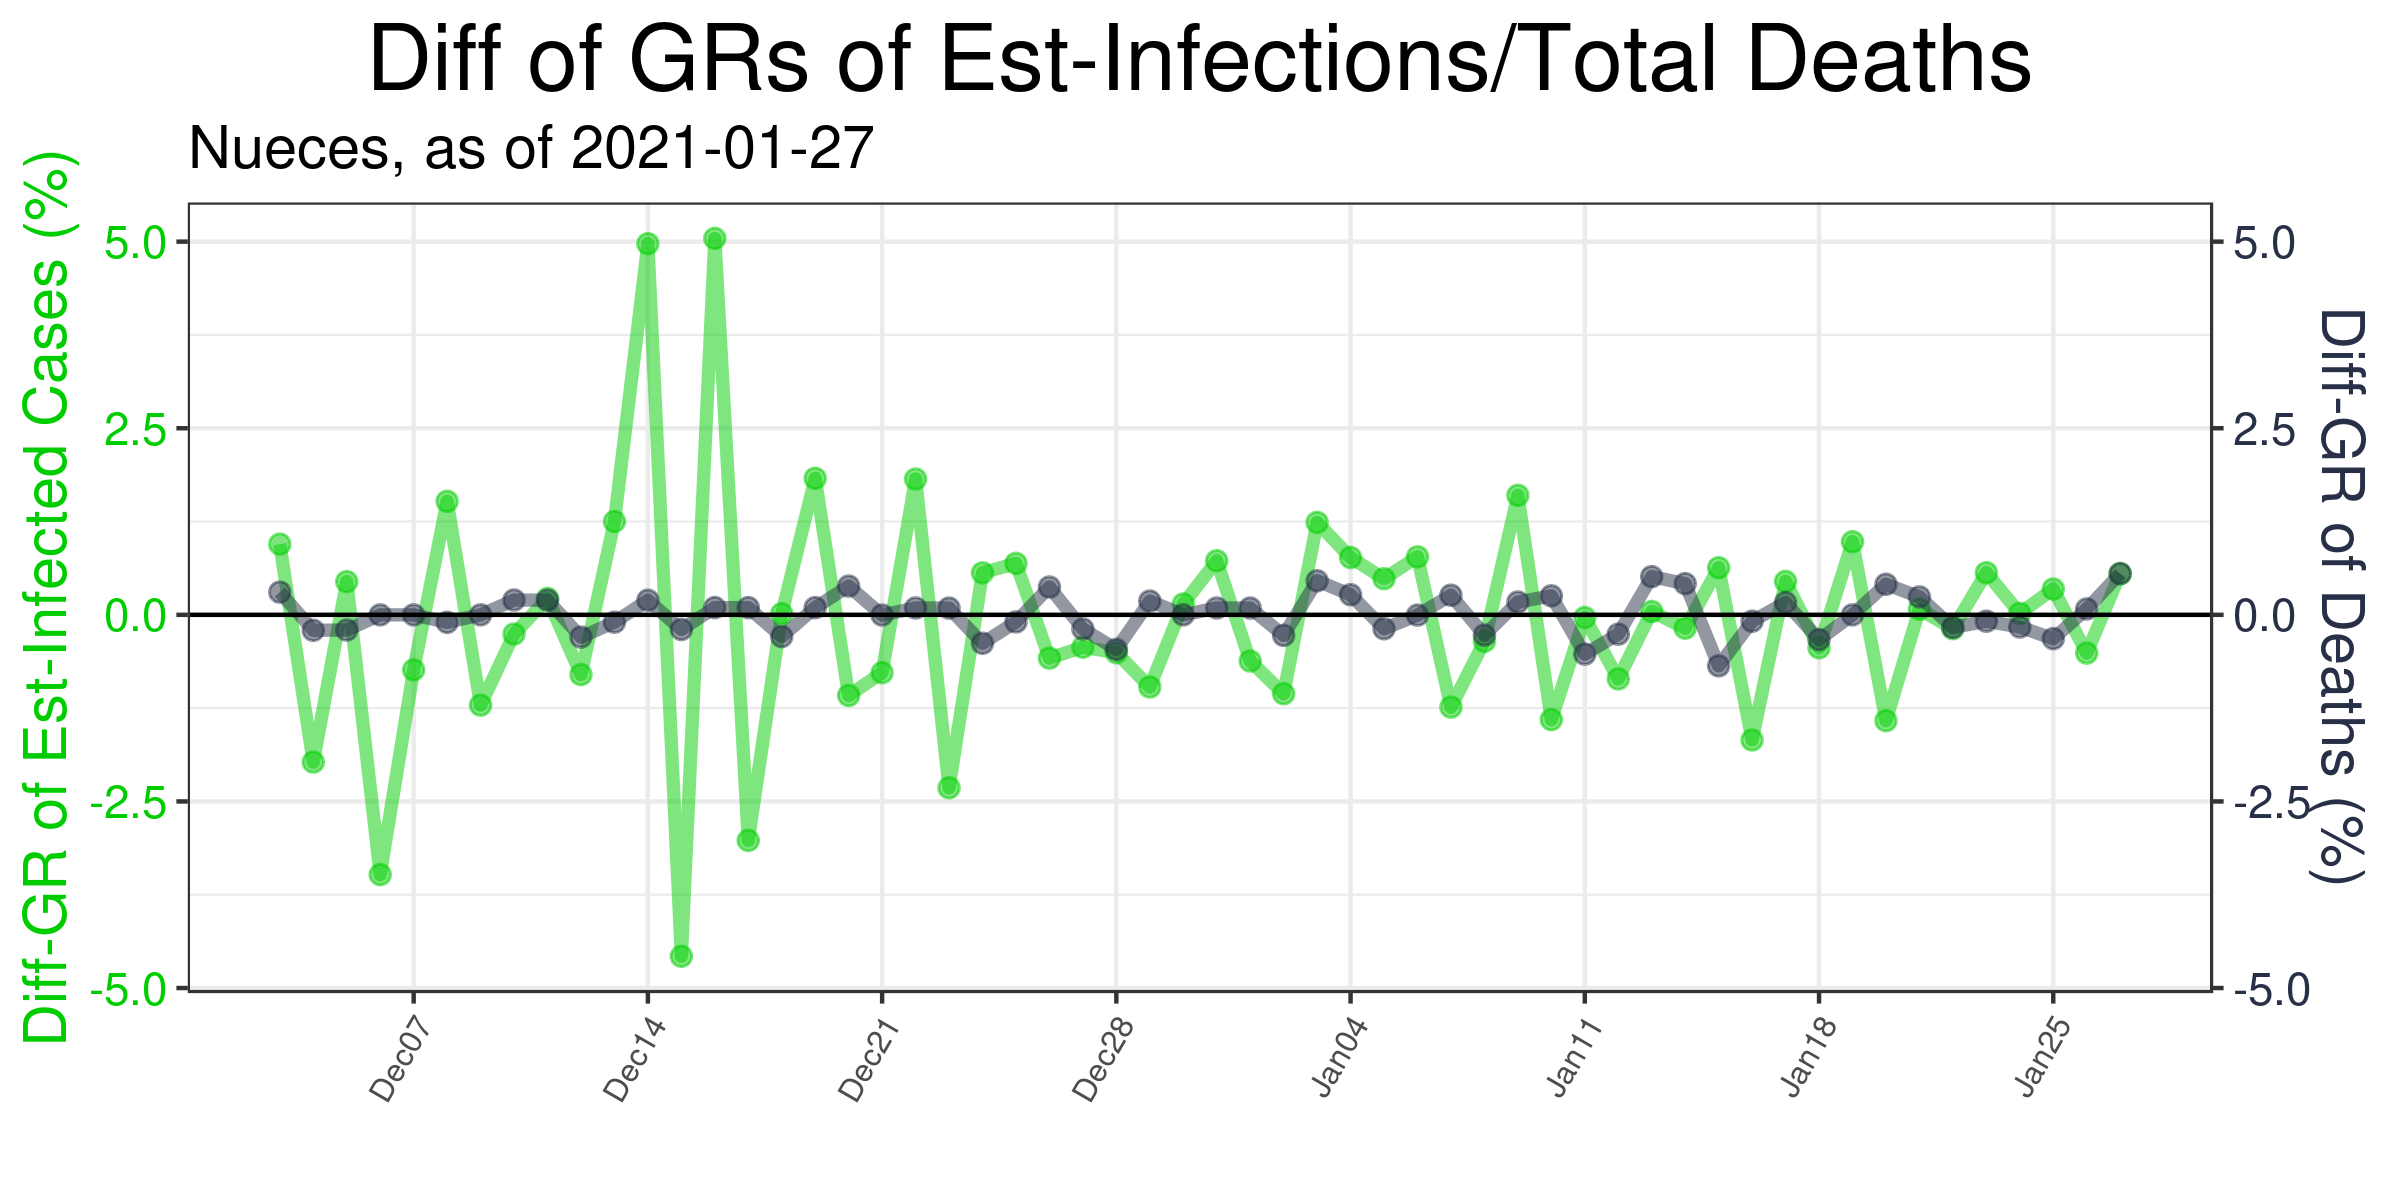 Diff of GRs of Est-Infections/Total Deaths
Nueces, as of 2021-01-27
Diff-GR of Est-Infected Cases (%)
5.0
2.5
0.0
-2.5
-5.0
5.0
2.5
0.0
-2.5
-5.0
Diff-GR of Deaths (%)
Dec07
Dec14
Dec21
Dec28
Jan04
Jan11
Jan18
Jan25